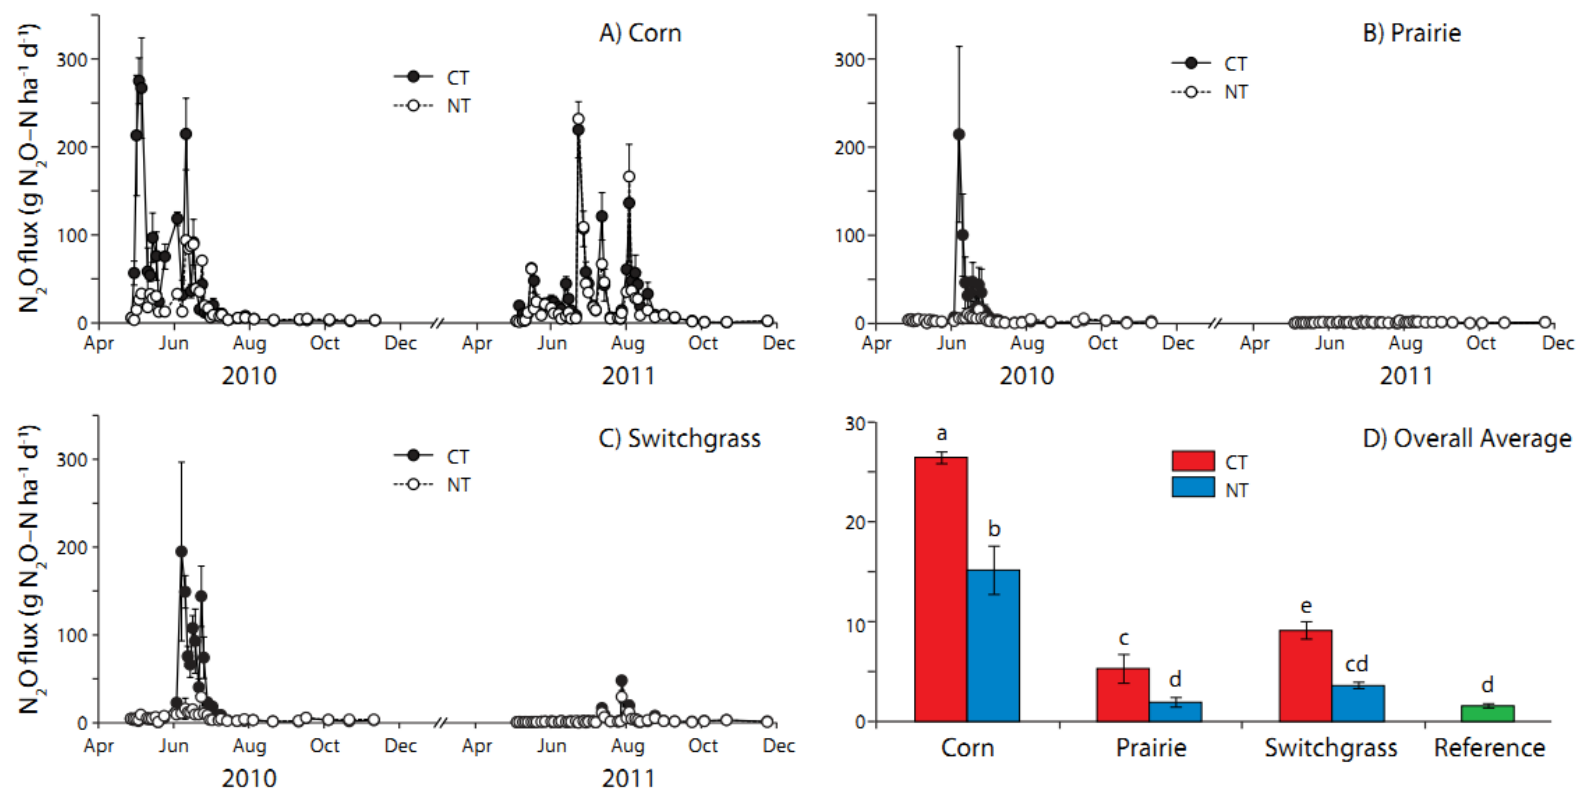 A) Corn
CT
NT
N₂O flux (g N₂O–N ha⁻¹ d⁻¹)
300
200
100
0
Apr Jun Aug Oct Dec Apr Jun Aug Oct Dec
2010 2011
B) Prairie
CT
NT
300
200
100
0
Apr Jun Aug Oct Dec Apr Jun Aug Oct Dec
2010 2011
C) Switchgrass
CT
NT
N₂O flux (g N₂O–N ha⁻¹ d⁻¹)
300
200
100
0
Apr Jun Aug Oct Dec Apr Jun Aug Oct Dec
2010 2011
D) Overall Average
CT
NT
30
20
10
0
a
b
c
d
e
cd
d
Corn Prairie Switchgrass Reference